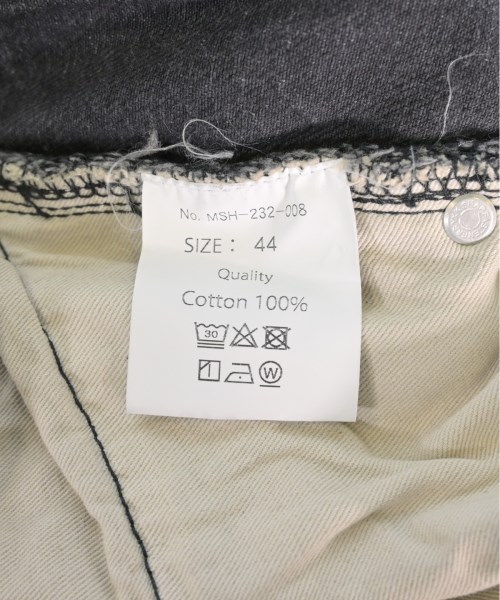 No. MSH-232-008
SIZE: 44
Quality
Cotton 100%
30
W